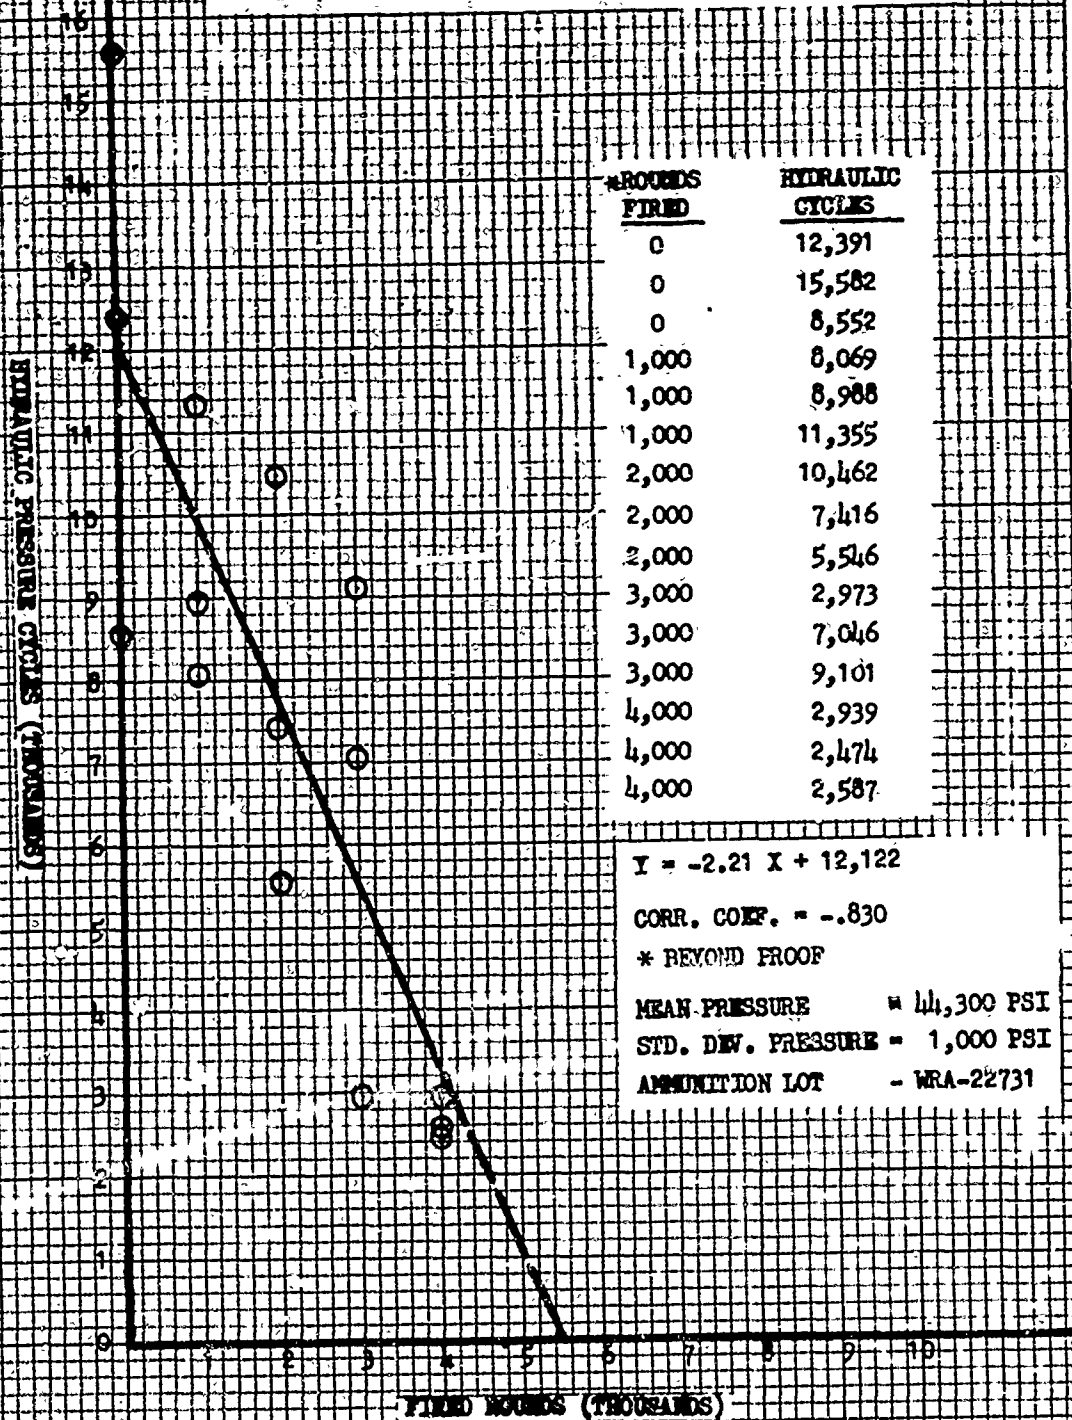 16
15
14
13
12
11
10
9
8
7
6
5
4
3
2
1
0
1 2 3 4 5 6 7 8 9 10
HYDRAULIC PRESSURE CYCLES (THOUSANDS)
FIRED ROUNDS (THOUSANDS)
*ROUNDS HYDRAULIC
FIRED CYCLES
0 12,391
0 15,582
0 8,552
1,000 8,069
1,000 8,988
1,000 11,355
2,000 10,462
2,000 7,416
2,000 5,546
3,000 2,973
3,000 7,046
3,000 9,101
4,000 2,939
4,000 2,474
4,000 2,587
Y = -2.21 X + 12,122
CORR. COEF. = -.830
* BEYOND PROOF
MEAN PRESSURE = 44,300 PSI
STD. DEV. PRESSURE = 1,000 PSI
AMMUNITION LOT - WRA-22731